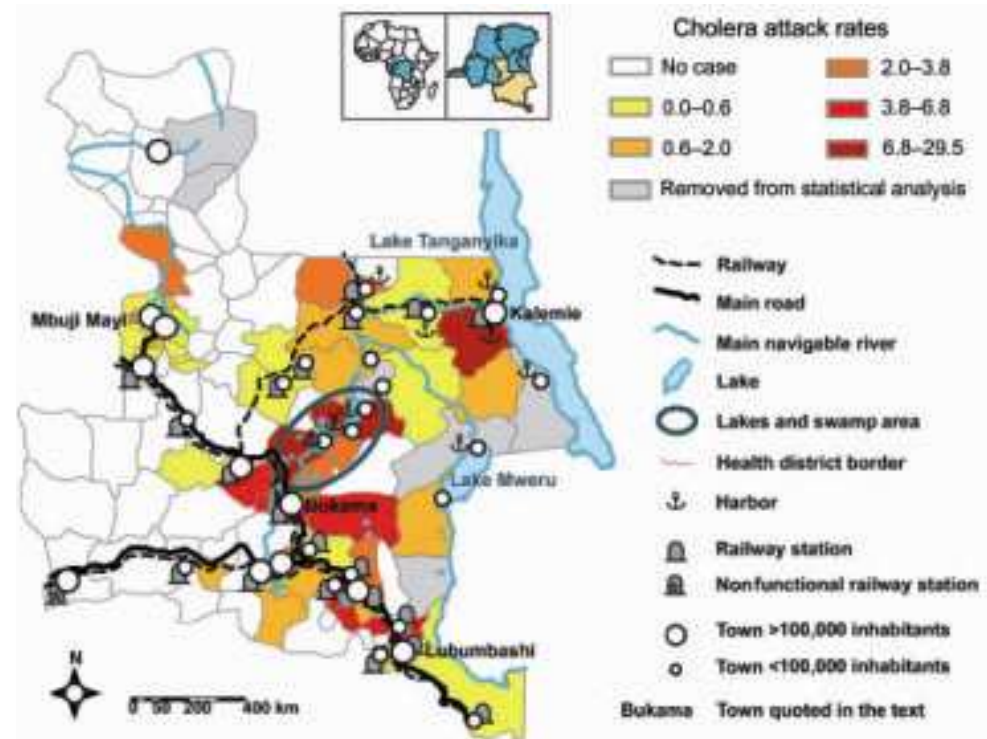 Cholera attack rates
No case
0.0–0.6
0.6–2.0
2.0–3.8
3.8–6.8
6.8–29.5
Removed from statistical analysis
Railway
Main road
Main navigable river
Lake
Lakes and swamp area
Health district border
Harbor
Railway station
Nonfunctional railway station
Town >100,000 inhabitants
Town <100,000 inhabitants
Bukama Town quoted in the text
Lake Tanganyika
Mbuji Mayi
Kalemie
Lake Mweru
Bukama
Lubumbashi
N
0 50 200 400 km